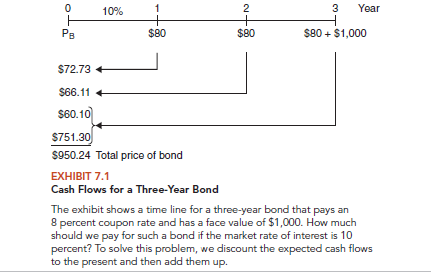 0 10% 1 2 3 Year
PB $80 $80 $80 + $1,000
$72.73
$66.11
$60.10
$751.30
$950.24 Total price of bond
EXHIBIT 7.1
Cash Flows for a Three-Year Bond
The exhibit shows a time line for a three-year bond that pays an
8 percent coupon rate and has a face value of $1,000. How much
should we pay for such a bond if the market rate of interest is 10
percent? To solve this problem, we discount the expected cash flows
to the present and then add them up.